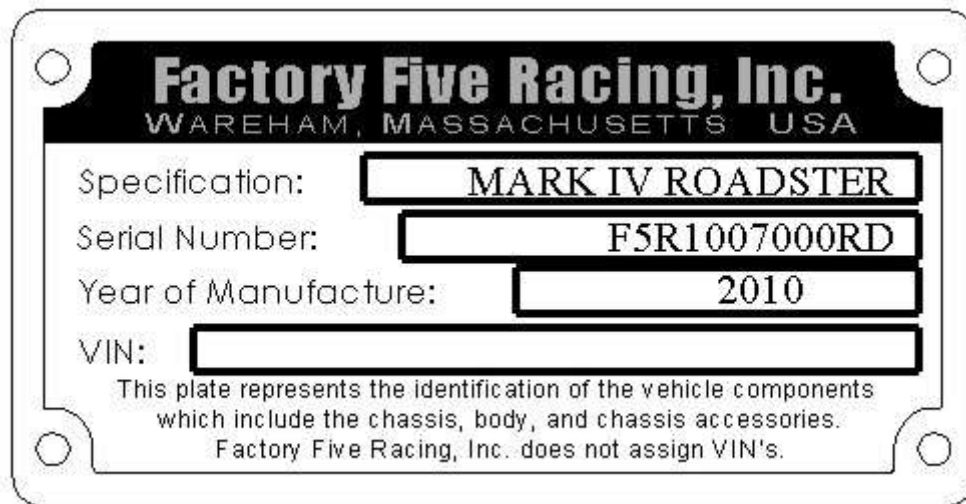 Factory Five Racing, Inc.
WAREHAM, MASSACHUSETTS USA
Specification: MARK IV ROADSTER
Serial Number: F5R1007000RD
Year of Manufacture: 2010
VIN:
This plate represents the identification of the vehicle components
which include the chassis, body, and chassis accessories.
Factory Five Racing, Inc. does not assign VIN's.